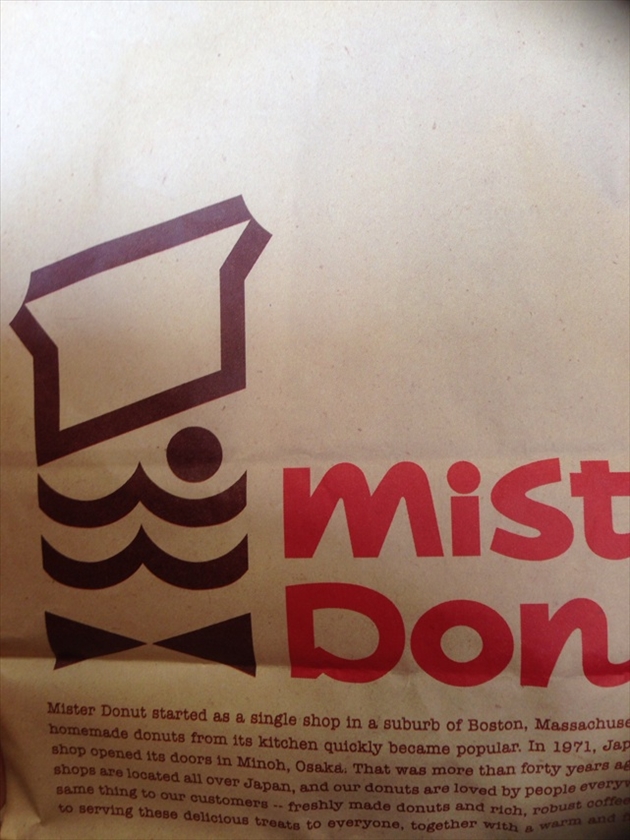 Mist
Don
Mister Donut started as a single shop in a suburb of Boston, Massachuse
homemade donuts from its kitchen quickly became popular. In 1971, Jap
shop opened its doors in Minoh, Osaka. That was more than forty years ag
shops are located all over Japan, and our donuts are loved by people everyw
same thing to our customers -- freshly made donuts and rich, robust coffee
to serving these delicious treats to everyone, together with a warm and